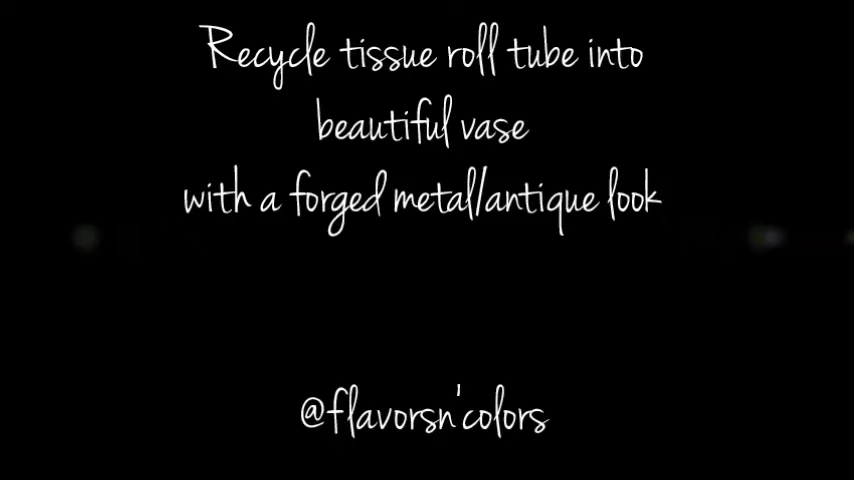 Recycle tissue roll tube into
beautiful vase
with a forged metal/antique look
@flavorsn'colors